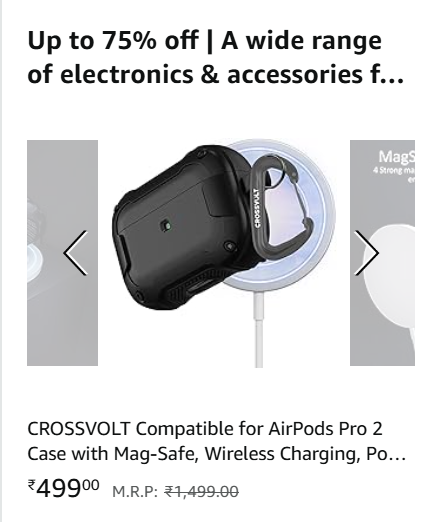 Up to 75% off | A wide range
of electronics & accessories f...
MagS
4 Strong ma
en
CROSSVOLT
CROSSVOLT Compatible for AirPods Pro 2
Case with Mag-Safe, Wireless Charging, Po...
₹499⁰⁰ M.R.P: ₹1,499.00